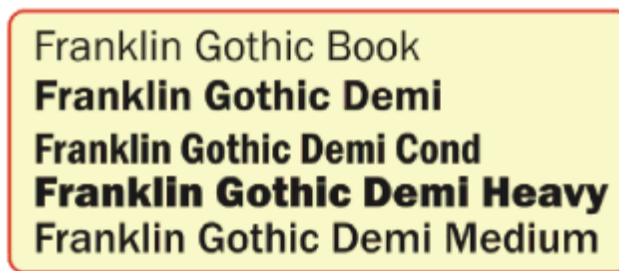 Franklin Gothic Book
Franklin Gothic Demi
Franklin Gothic Demi Cond
Franklin Gothic Demi Heavy
Franklin Gothic Demi Medium